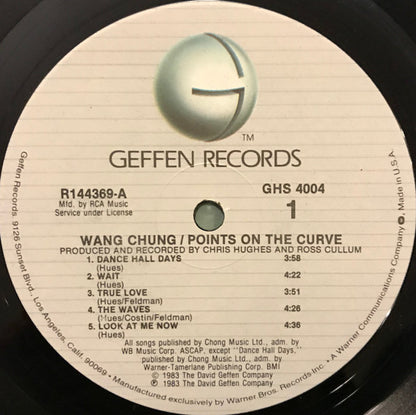 G
TM
GEFFEN RECORDS
R144369-A
Mfd. by RCA Music
Service under License
GHS 4004
1
WANG CHUNG / POINTS ON THE CURVE
PRODUCED AND RECORDED BY CHRIS HUGHES AND ROSS CULLUM
1. DANCE HALL DAYS 3:58
(Hues)
2. WAIT 4:22
(Hues)
3. TRUE LOVE 3:51
(Hues/Feldman)
4. THE WAVES 4:26
(Hues/Costin/Feldman)
5. LOOK AT ME NOW 4:36
(Hues)
All songs published by Chong Music Ltd., adm. by
WB Music Corp. ASCAP, except "Dance Hall Days,"
published by Chong Music Ltd., adm. by
Warner-Tamerlane Publishing Corp. BMI
© 1983 The David Geffen Company
℗ 1983 The David Geffen Company
Geffen Records 9126 Sunset Blvd., Los Angeles, Calif. 90069 • Manufactured exclusively by Warner Bros. Records Inc., A Warner Communications Company • Made in U.S.A.